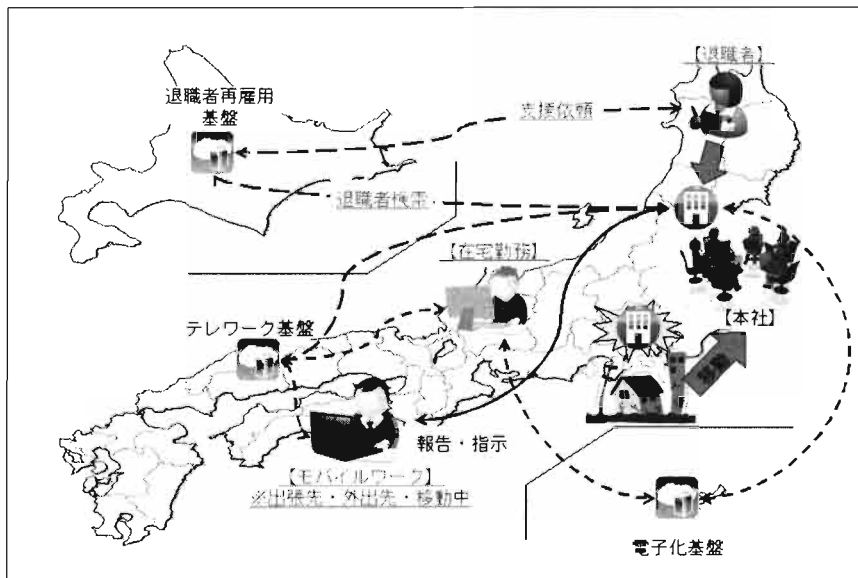 【退職者】
退職者再雇用
基盤
支援依頼
退職者検索
【在宅勤務】
【本社】
テレワーク基盤
報告・指示
【モバイルワーク】
※出張先・外出先・移動中
電子化基盤